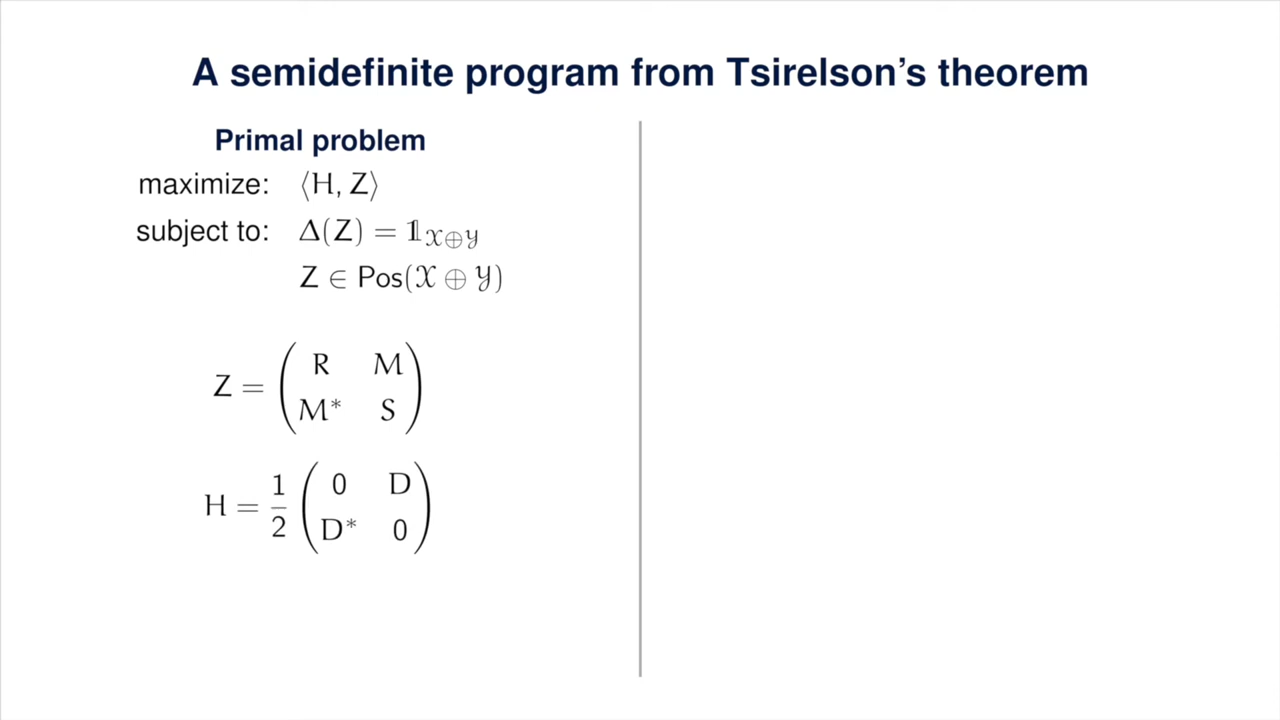 A semidefinite program from Tsirelson's theorem
Primal problem
maximize: ⟨H, Z⟩
subject to: Δ(Z) = 𝟙_{𝒳⊕𝒴}
Z ∈ Pos(𝒳 ⊕ 𝒴)
Z = ( R M
M* S )
H = 1/2 ( 0 D
D* 0 )